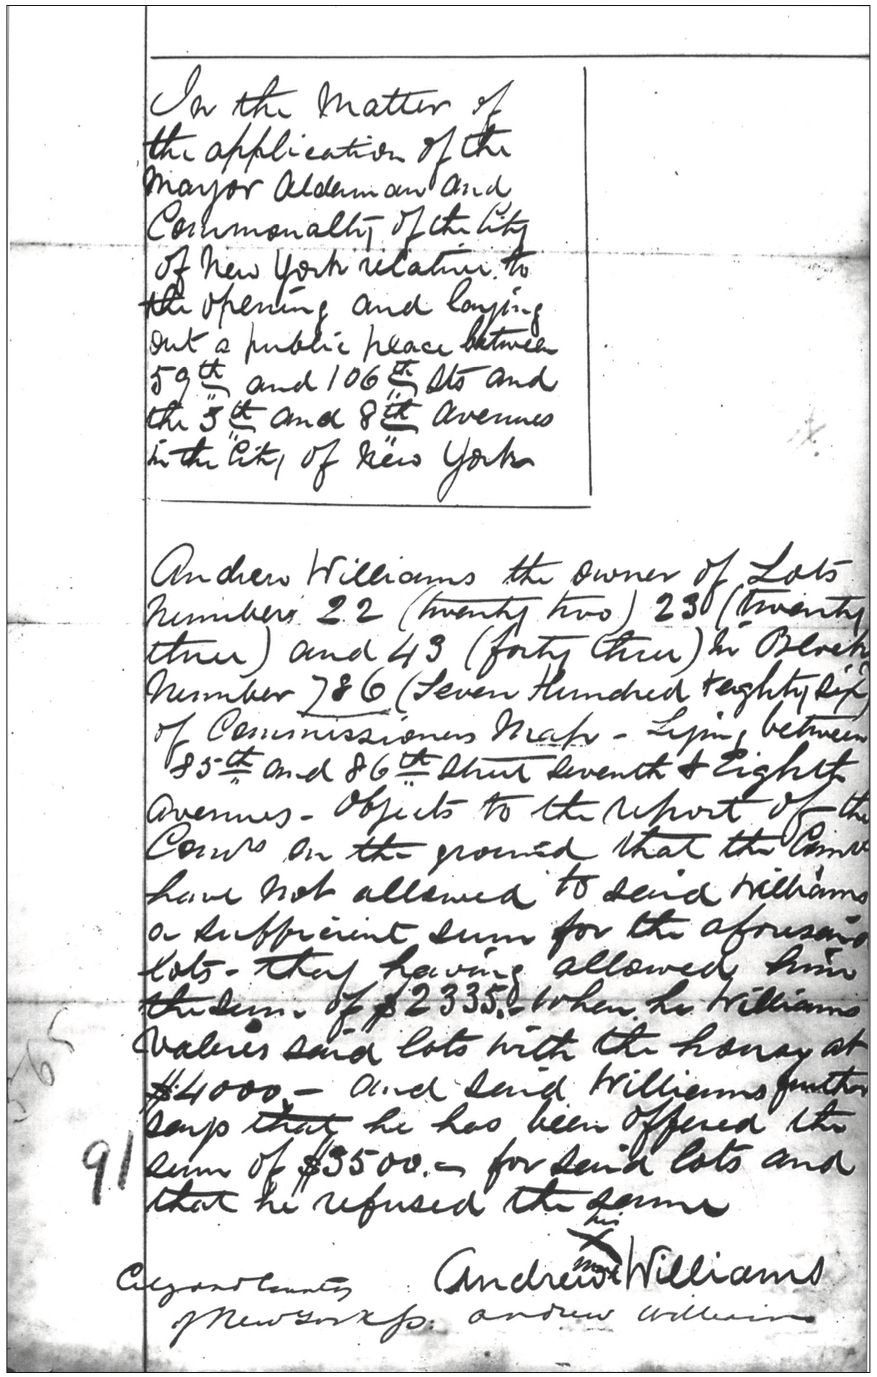 In the Matter of
the application of the
Mayor Alderman and
Commonalty of the City
of New York relative to
the opening and laying
out a public place between
59th and 106th Sts and
the 5th and 8th avenues
in the City of New York
Andrew Williams the owner of Lots
Numbers 22 (twenty two) 23 (twenty
three) and 43 (forty three) in Block
Number 786 (Seven Hundred & eighty six)
of Commissioners Map - Lying between
85th and 86th Street seventh & Eighth
avenues - Objects to the report of the
Comrs on the ground that the Comrs
have not allowed to said Williams
a sufficient sum for the aforesaid
lots - they having allowed him
the sum of $2335.- When he Williams
Values said lots with the house at
$4000.- and said Williams further
says that he has been offered the
91
sum of $3500.- for said lots and
that he refused the same
his
X
Andrew Williams
mark
City and County
of New York ss. Andrew Williams